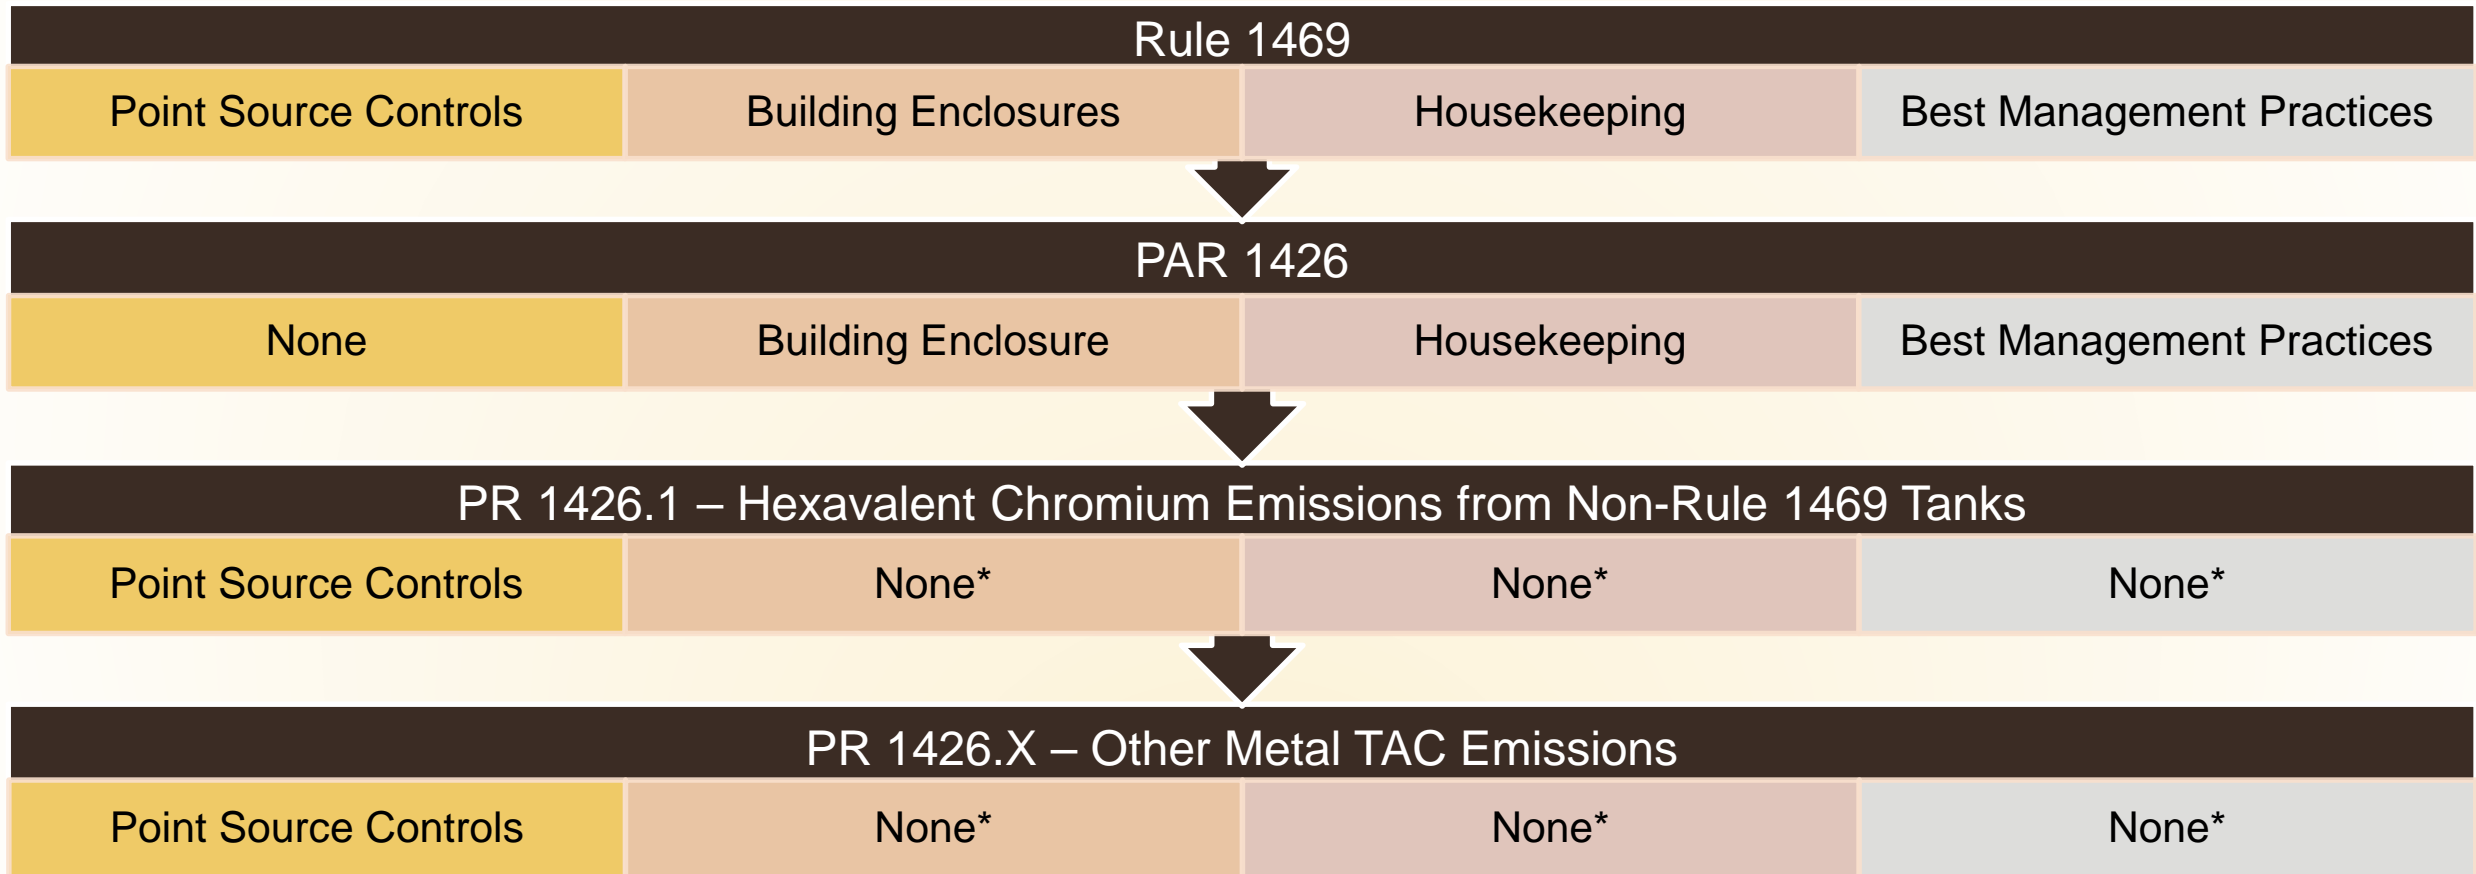 Rule 1469
Point Source Controls
Building Enclosures
Housekeeping
Best Management Practices
PAR 1426
None
Building Enclosure
Housekeeping
Best Management Practices
PR 1426.1 – Hexavalent Chromium Emissions from Non-Rule 1469 Tanks
Point Source Controls
None*
None*
None*
PR 1426.X – Other Metal TAC Emissions
Point Source Controls
None*
None*
None*